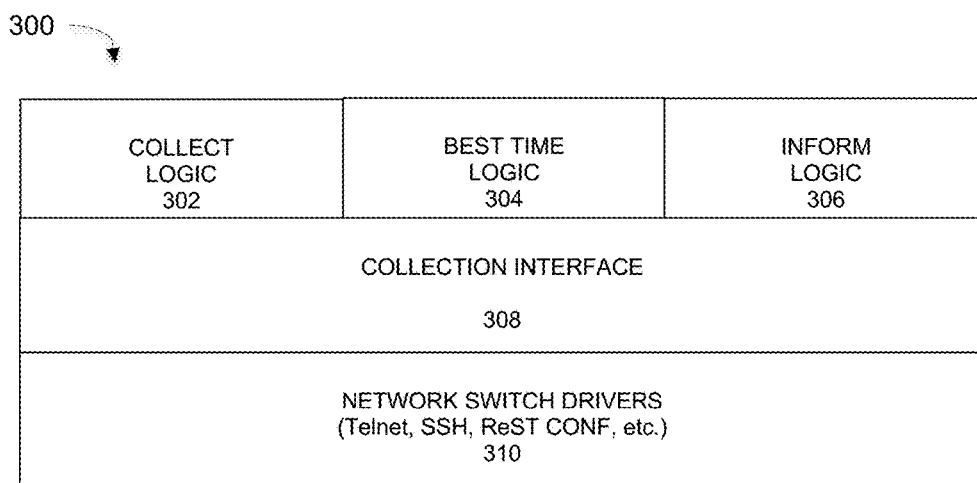 300
COLLECT
LOGIC
302
BEST TIME
LOGIC
304
INFORM
LOGIC
306
COLLECTION INTERFACE
308
NETWORK SWITCH DRIVERS
(Telnet, SSH, ReST CONF, etc.)
310